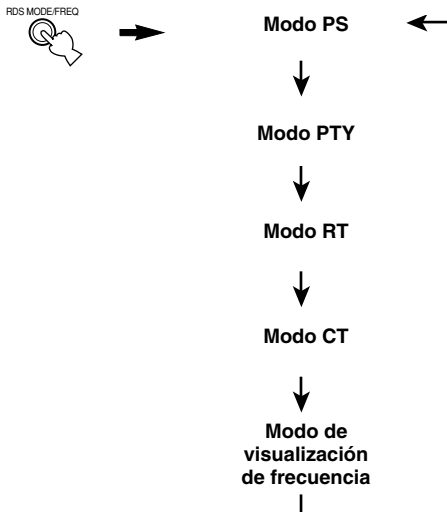 RDS MODE/FREQ
Modo PS
Modo PTY
Modo RT
Modo CT
Modo de
visualización
de frecuencia